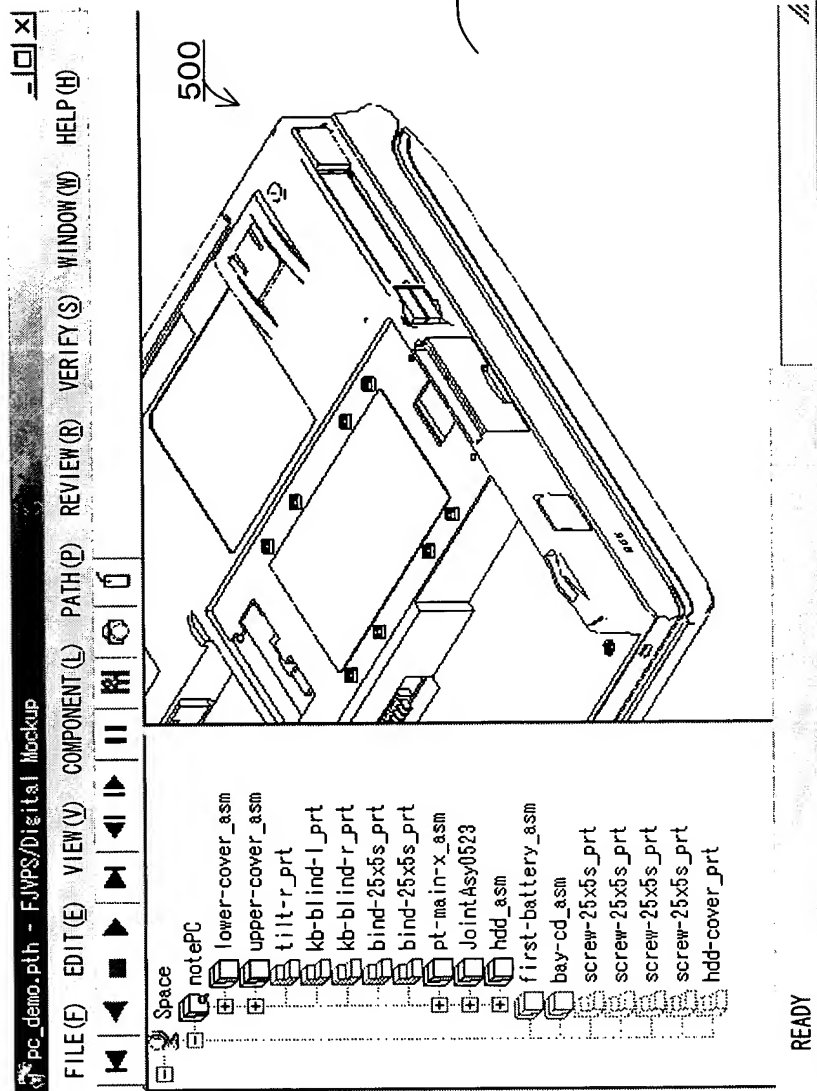 pc_demo.pth - FJVPS/Digital Mockup
FILE(F) EDIT(E) VIEW(V) COMPONENT(L) PATH(P) REVIEW(R) VERIFY(S) WINDOW(W) HELP(H)
Space
notePC
lower-cover_asm
upper-cover_asm
tilt-r_prt
kb-blind-l_prt
kb-blind-r_prt
bind-25x5s_prt
bind-25x5s_prt
pt-main-x_asm
JointAsy0523
hdd_asm
first-battery_asm
bay-cd_asm
screw-25x5s_prt
screw-25x5s_prt
screw-25x5s_prt
screw-25x5s_prt
hdd-cover_prt
500
READY